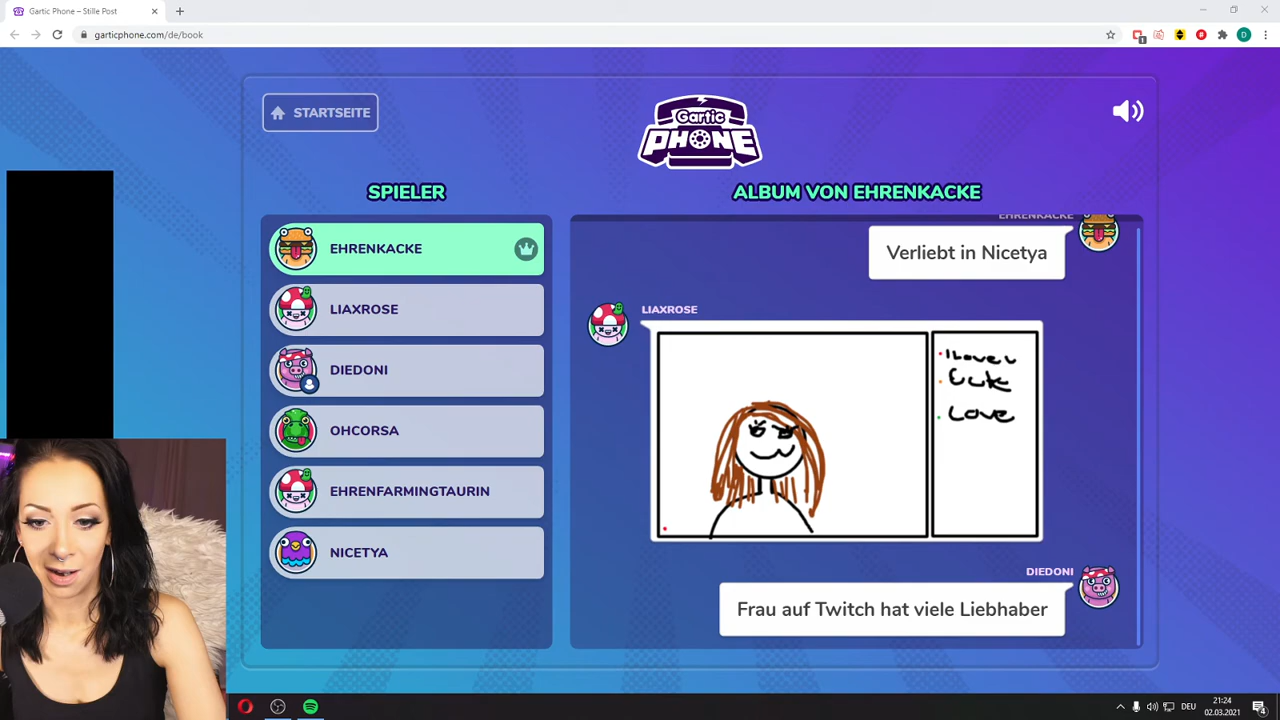 Gartic Phone – Stille Post
garticphone.com/de/book
STARTSEITE
Gartic
PHONE
SPIELER
EHRENKACKE
LIAXROSE
DIEDONI
OHCORSA
EHRENFARMINGTAURIN
NICETYA
ALBUM VON EHRENKACKE
EHRENKACKE
Verliebt in Nicetya
LIAXROSE
Love
DIEDONI
Frau auf Twitch hat viele Liebhaber
DEU
21:24
02.03.2021